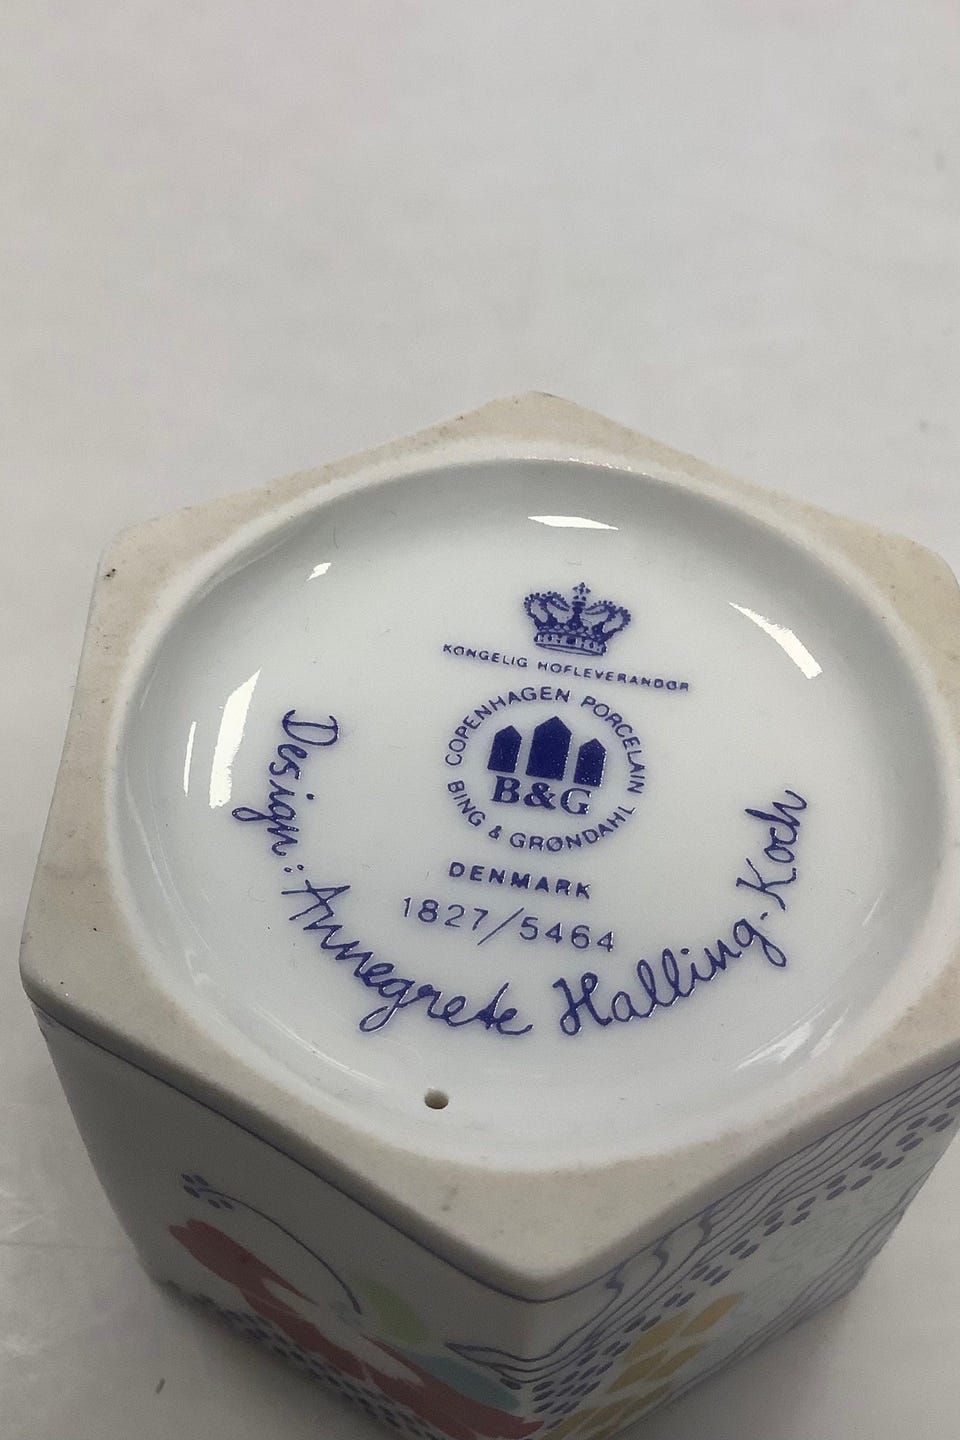 KONGELIG HOFLEVERANDØR
COPENHAGEN PORCELAIN
B&G
BING & GRØNDAHL
DENMARK
1827/5464
Design: Annegrete Halling-Koch